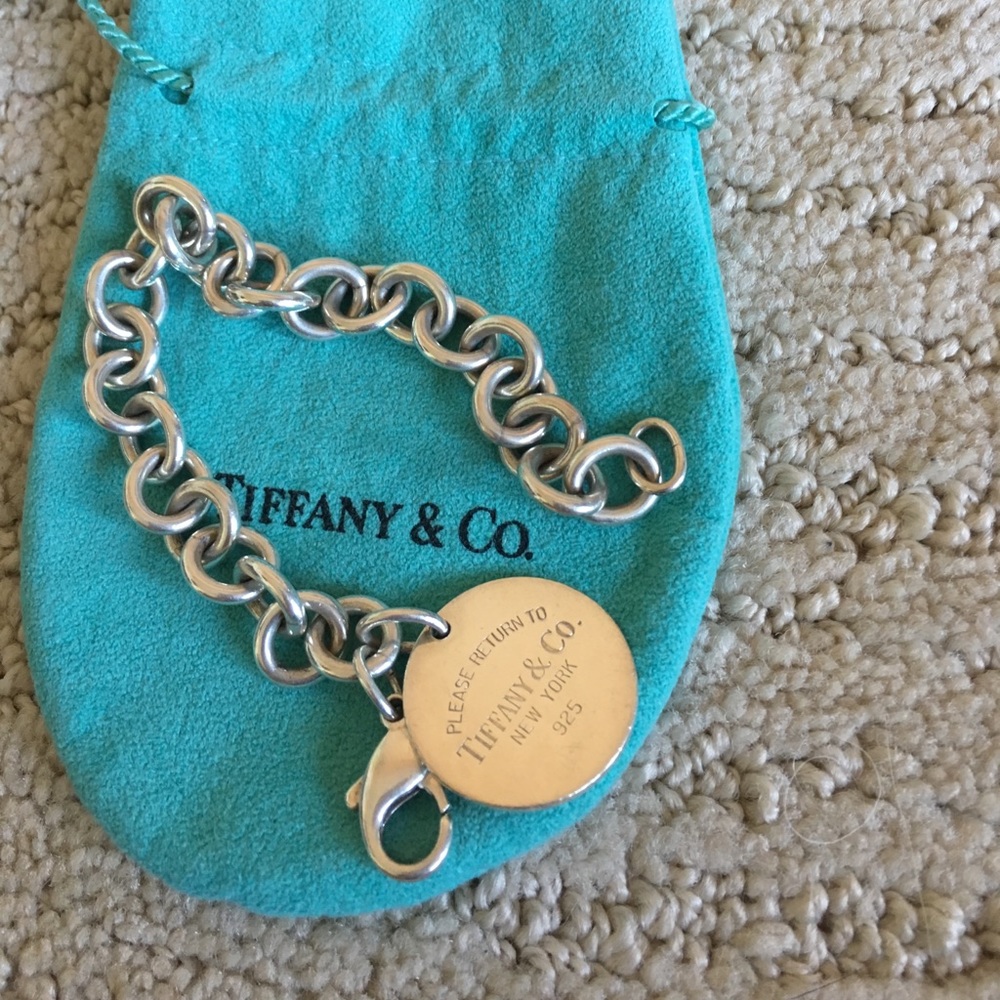 TIFFANY & CO.
PLEASE RETURN TO
TIFFANY & CO.
NEW YORK
925